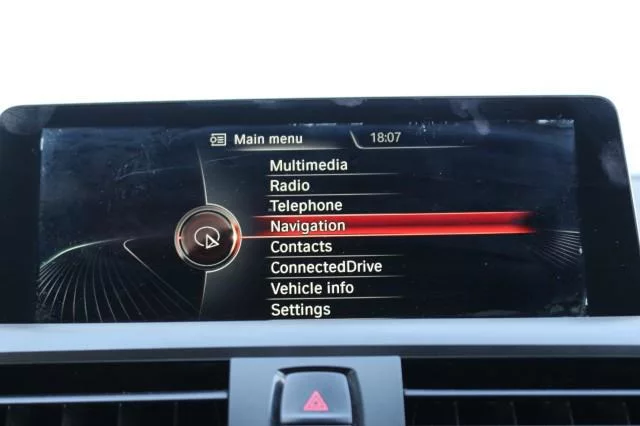 Main menu
18:07
Multimedia
Radio
Telephone
Navigation
Contacts
ConnectedDrive
Vehicle info
Settings